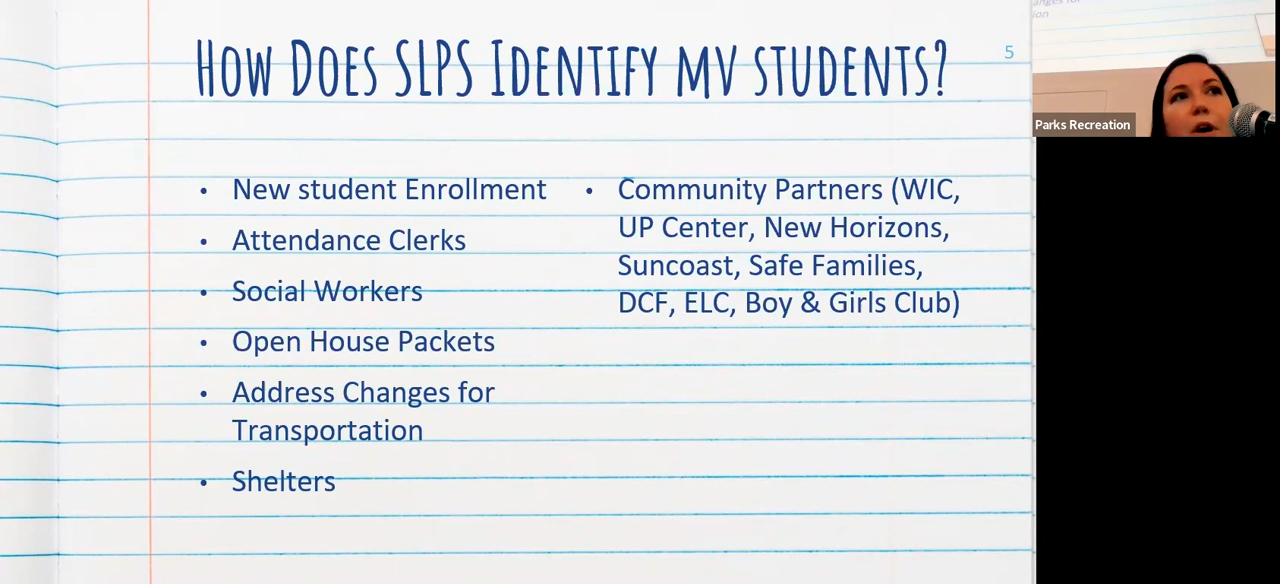 How Does SLPS Identify MV Students?
5
• New student Enrollment
• Attendance Clerks
• Social Workers
• Open House Packets
• Address Changes for
Transportation
• Shelters
• Community Partners (WIC,
UP Center, New Horizons,
Suncoast, Safe Families,
DCF, ELC, Boy & Girls Club)
ion
Parks Recreation